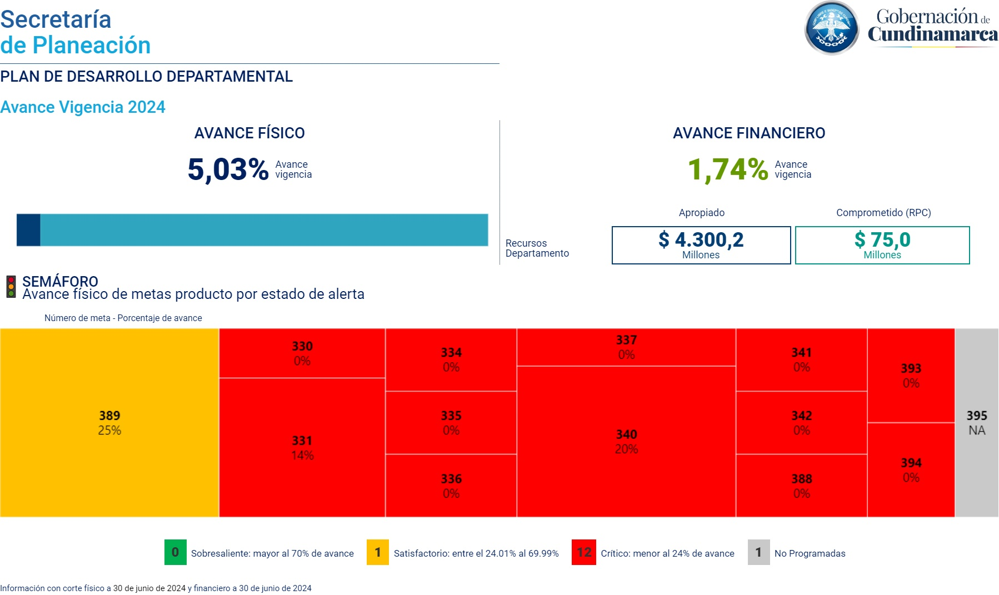 Secretaría
de Planeación
Gobernación de
Cundinamarca
PLAN DE DESARROLLO DEPARTAMENTAL
Avance Vigencia 2024
AVANCE FÍSICO
5,03%
Avance
vigencia
AVANCE FINANCIERO
1,74%
Avance
vigencia
Apropiado
Comprometido (RPC)
Recursos
Departamento
$ 4.300,2
Millones
$ 75,0
Millones
SEMÁFORO
Avance físico de metas producto por estado de alerta
Número de meta - Porcentaje de avance
389
25%
330
0%
331
14%
334
0%
335
0%
336
0%
337
0%
340
20%
341
0%
342
0%
388
0%
393
0%
394
0%
395
NA
0 Sobresaliente: mayor al 70% de avance
1 Satisfactorio: entre el 24.01% al 69.99%
12 Crítico: menor al 24% de avance
1 No Programadas
Información con corte físico a 30 de junio de 2024 y financiero a 30 de junio de 2024